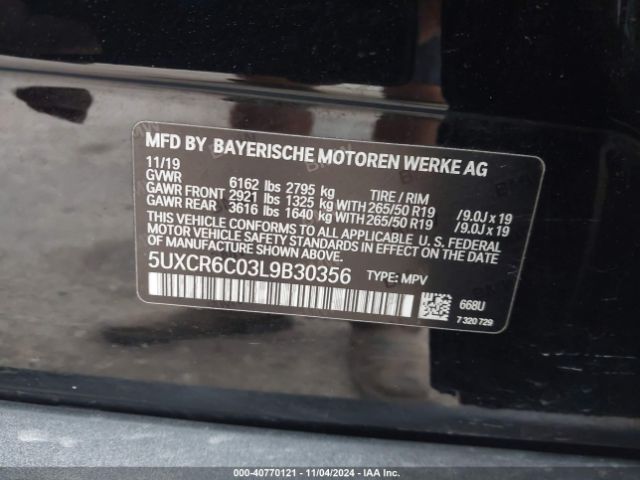 MFD BY BAYERISCHE MOTOREN WERKE AG
11/19
GVWR 6162 lbs 2795 kg TIRE / RIM
GAWR FRONT 2921 lbs 1325 kg WITH 265/50 R19 /9.0J x 19
GAWR REAR 3616 lbs 1640 kg WITH 265/50 R19 /9.0J x 19
THIS VEHICLE CONFORMS TO ALL APPLICABLE U. S. FEDERAL
MOTOR VEHICLE SAFETY AND THEFT PREVENTION STANDARDS
IN EFFECT ON THE DATE OF MANUFACTURE SHOWN ABOVE.
5UXCR6C03L9B30356 TYPE: MPV
668U
7 320 729
000-40770121 - 11/04/2024 - IAA Inc.